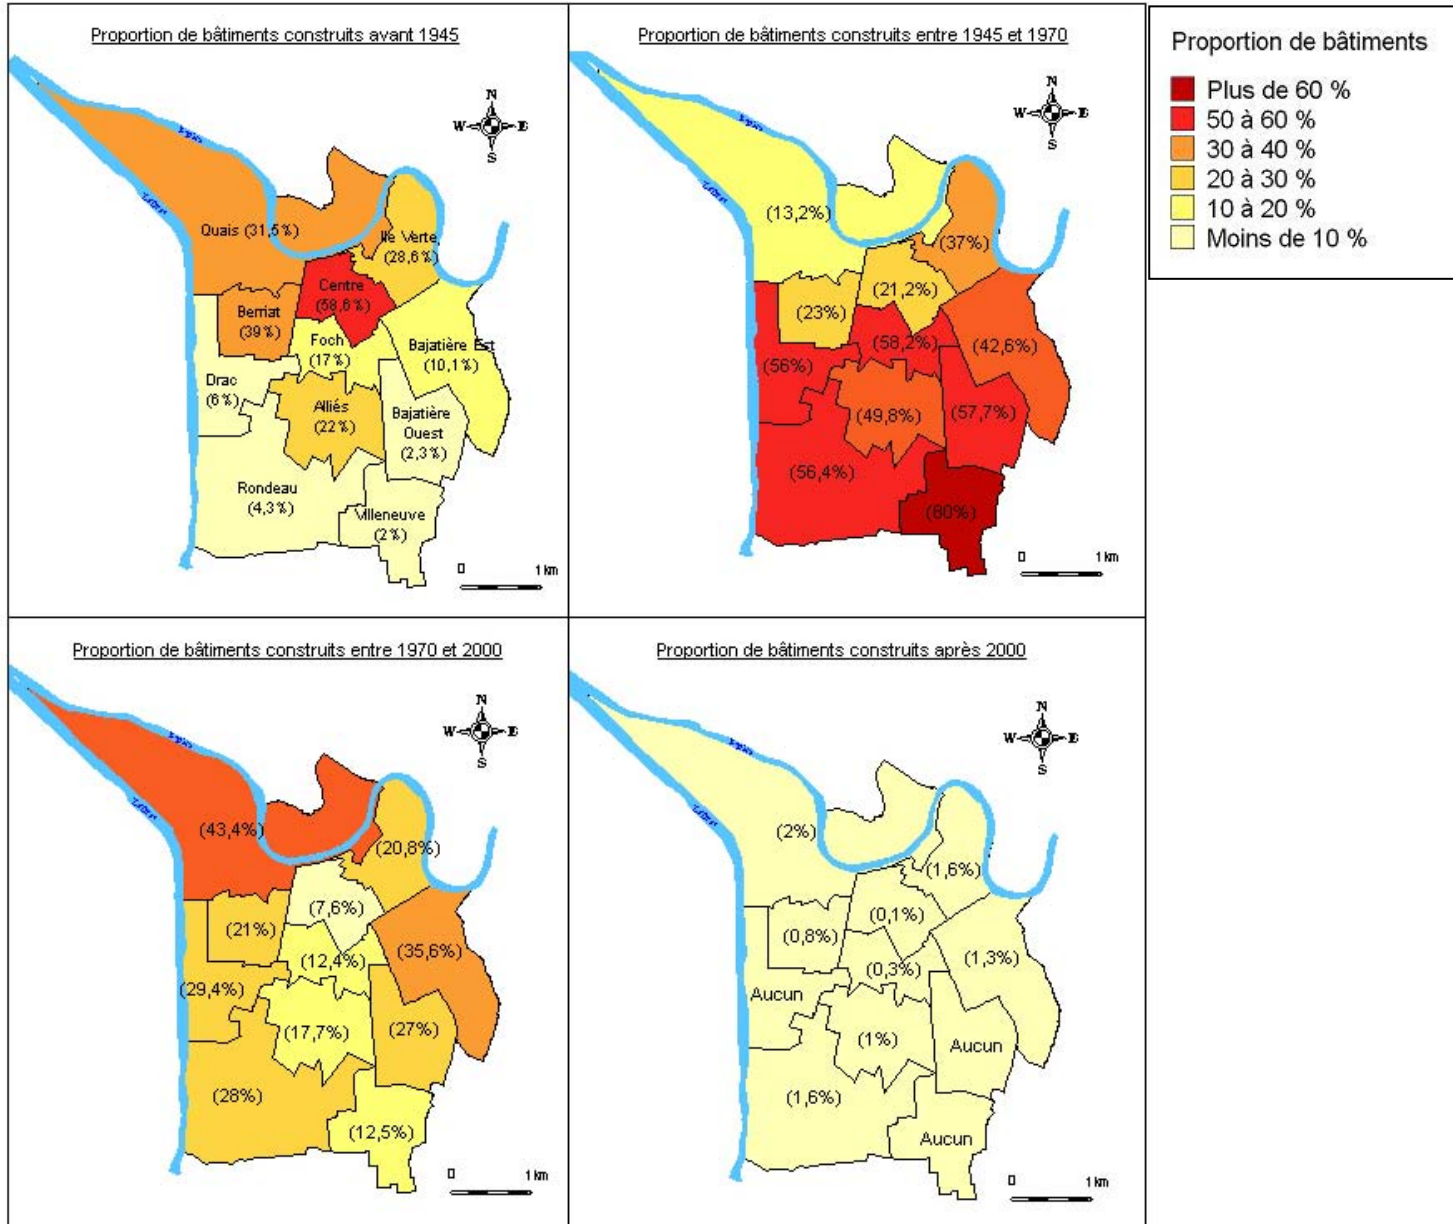 Proportion de bâtiments construits avant 1945
N
W E
S
Quais (31,5%)
Ile Verte
(28,6%)
Centre
(58,6%)
Berriat
(39%)
Foch
(17%)
Bajatière Est
(10,1%)
Drac
(6%)
Alliés
(22%)
Bajatière
Ouest
(2,3%)
Rondeau
(4,3%)
Villeneuve
(2%)
0 1 km
Proportion de bâtiments construits entre 1945 et 1970
N
W E
S
(13,2%)
(37%)
(21,2%)
(23%)
(58,2%)
(42,6%)
(56%)
(49,8%)
(57,7%)
(56,4%)
(80%)
0 1 km
Proportion de bâtiments
Plus de 60 %
50 à 60 %
30 à 40 %
20 à 30 %
10 à 20 %
Moins de 10 %
Proportion de bâtiments construits entre 1970 et 2000
N
W E
S
(43,4%)
(20,8%)
(7,6%)
(21%)
(12,4%)
(35,6%)
(29,4%)
(17,7%)
(27%)
(28%)
(12,5%)
0 1 km
Proportion de bâtiments construits après 2000
N
W E
S
(2%)
(1,6%)
(0,1%)
(0,8%)
(0,3%)
(1,3%)
Aucun
(1%)
Aucun
(1,6%)
Aucun
0 1 km